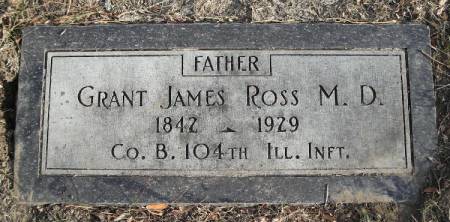 FATHER
GRANT JAMES ROSS M. D.
1842 - 1929
CO. B. 104TH ILL. INFT.